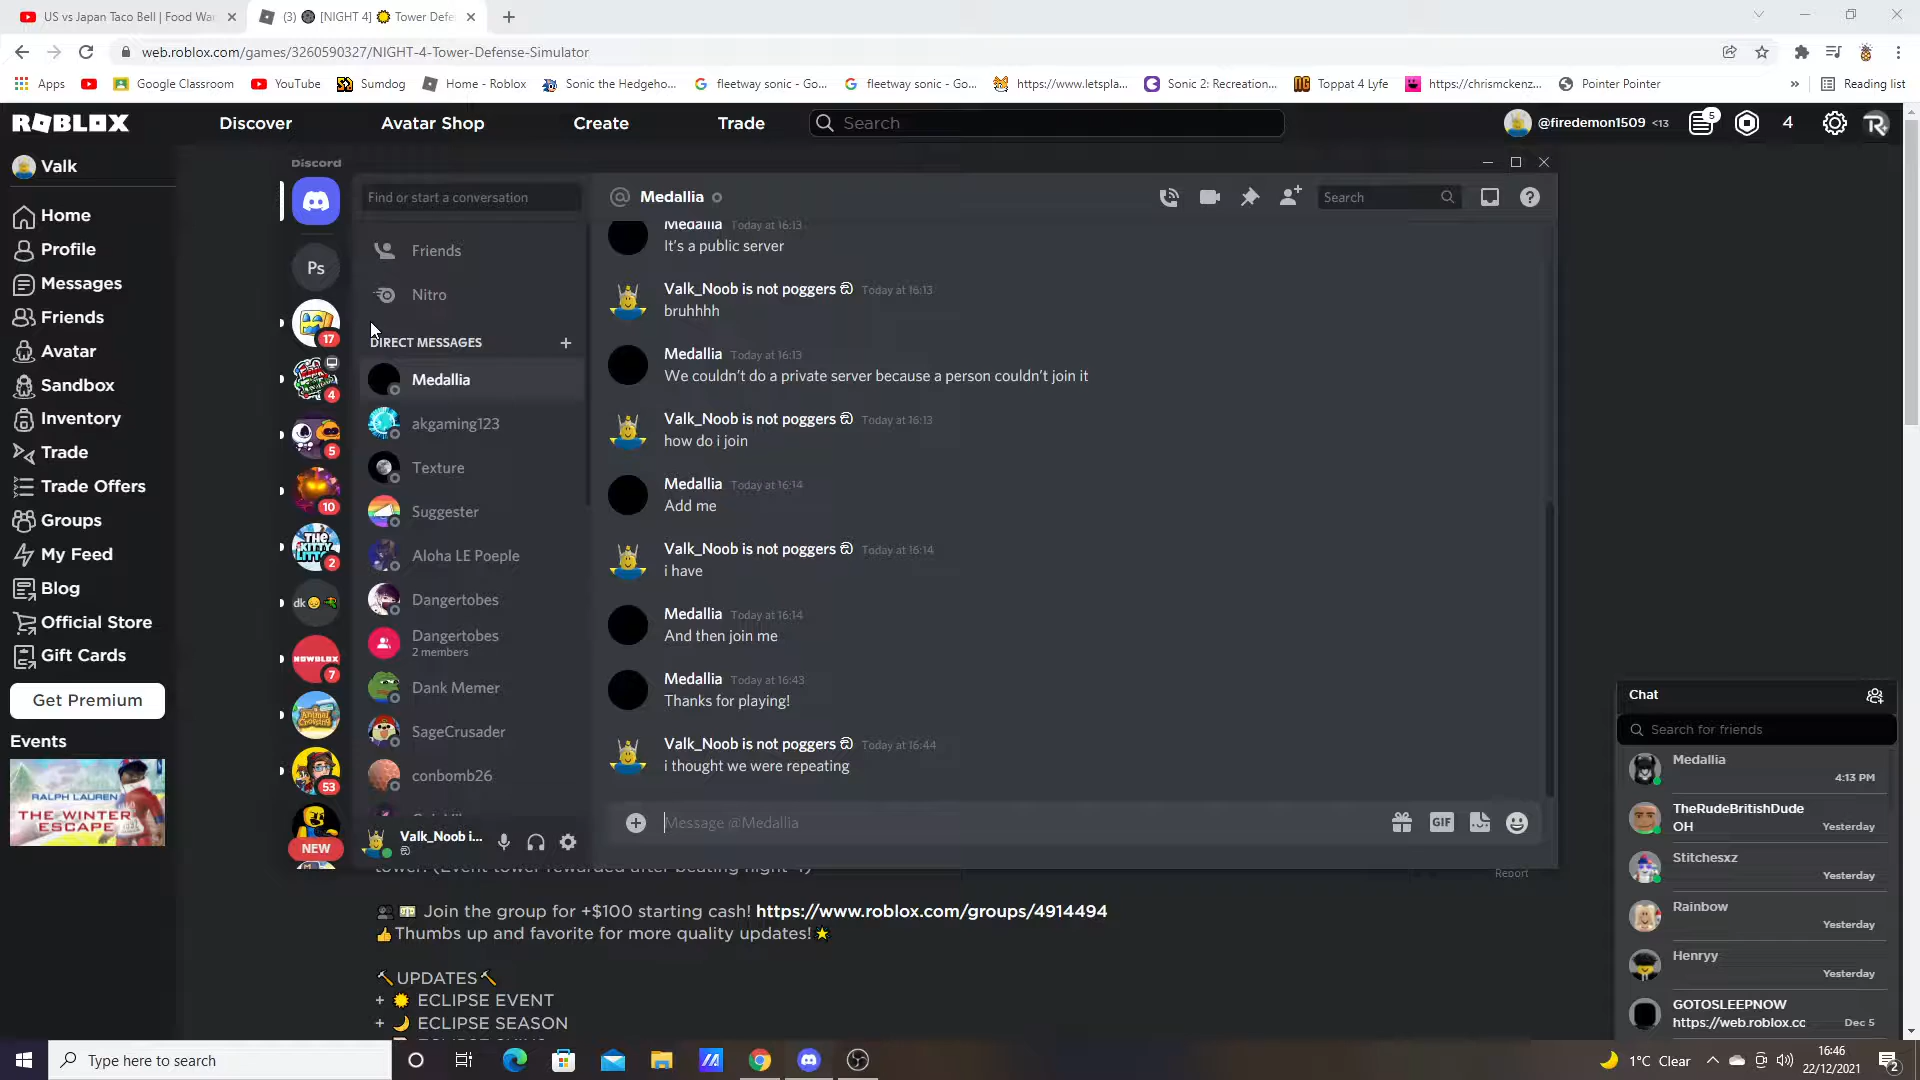 US vs Japan Taco Bell | Food Wa
(3) [NIGHT 4] Tower Defe
web.roblox.com/games/3260590327/NIGHT-4-Tower-Defense-Simulator
Apps
Google Classroom
YouTube
Sumdog
Home - Roblox
Sonic the Hedgeho...
fleetway sonic - Go...
fleetway sonic - Go...
https://www.letspla...
Sonic 2: Recreation...
Toppat 4 Lyfe
https://chrismckenz...
Pointer Pointer
»
Reading list
ROBLOX
Discover
Avatar Shop
Create
Trade
Search
@firedemon1509 <13
5
4
Valk
Home
Profile
Messages
Friends
Avatar
Sandbox
Inventory
Trade
Trade Offers
Groups
My Feed
Blog
Official Store
Gift Cards
Get Premium
Events
RALPH LAUREN
THE WINTER
ESCAPE
Discord
Ps
17
4
5
10
THE KITTY
2
dk
NOWBLOX
7
Animal Crossing
53
NEW
Find or start a conversation
Friends
Nitro
DIRECT MESSAGES +
Medallia
akgaming123
Texture
Suggester
Aloha LE Poeple
Dangertobes
Dangertobes
2 members
Dank Memer
SageCrusader
conbomb26
Valk_Noob i...
@ Medallia
Search
Medallia Today at 16:13
It's a public server
Valk_Noob is not poggers Today at 16:13
bruhhhh
Medallia Today at 16:13
We couldn't do a private server because a person couldn't join it
Valk_Noob is not poggers Today at 16:13
how do i join
Medallia Today at 16:14
Add me
Valk_Noob is not poggers Today at 16:14
i have
Medallia Today at 16:14
And then join me
Medallia Today at 16:43
Thanks for playing!
Valk_Noob is not poggers Today at 16:44
i thought we were repeating
Message @Medallia
GIF
Report
👥💵 Join the group for +$100 starting cash! https://www.roblox.com/groups/4914494
👍Thumbs up and favorite for more quality updates!🌟
🔨UPDATES🔨
+ ☀ ECLIPSE EVENT
+ 🌙 ECLIPSE SEASON
Chat
Search for friends
Medallia
4:13 PM
TheRudeBritishDude
OH Yesterday
Stitchesxz
Yesterday
Rainbow
Yesterday
Henryy
Yesterday
GOTOSLEEPNOW
https://web.roblox.cc Dec 5
Type here to search
1°C Clear
16:46
22/12/2021
2